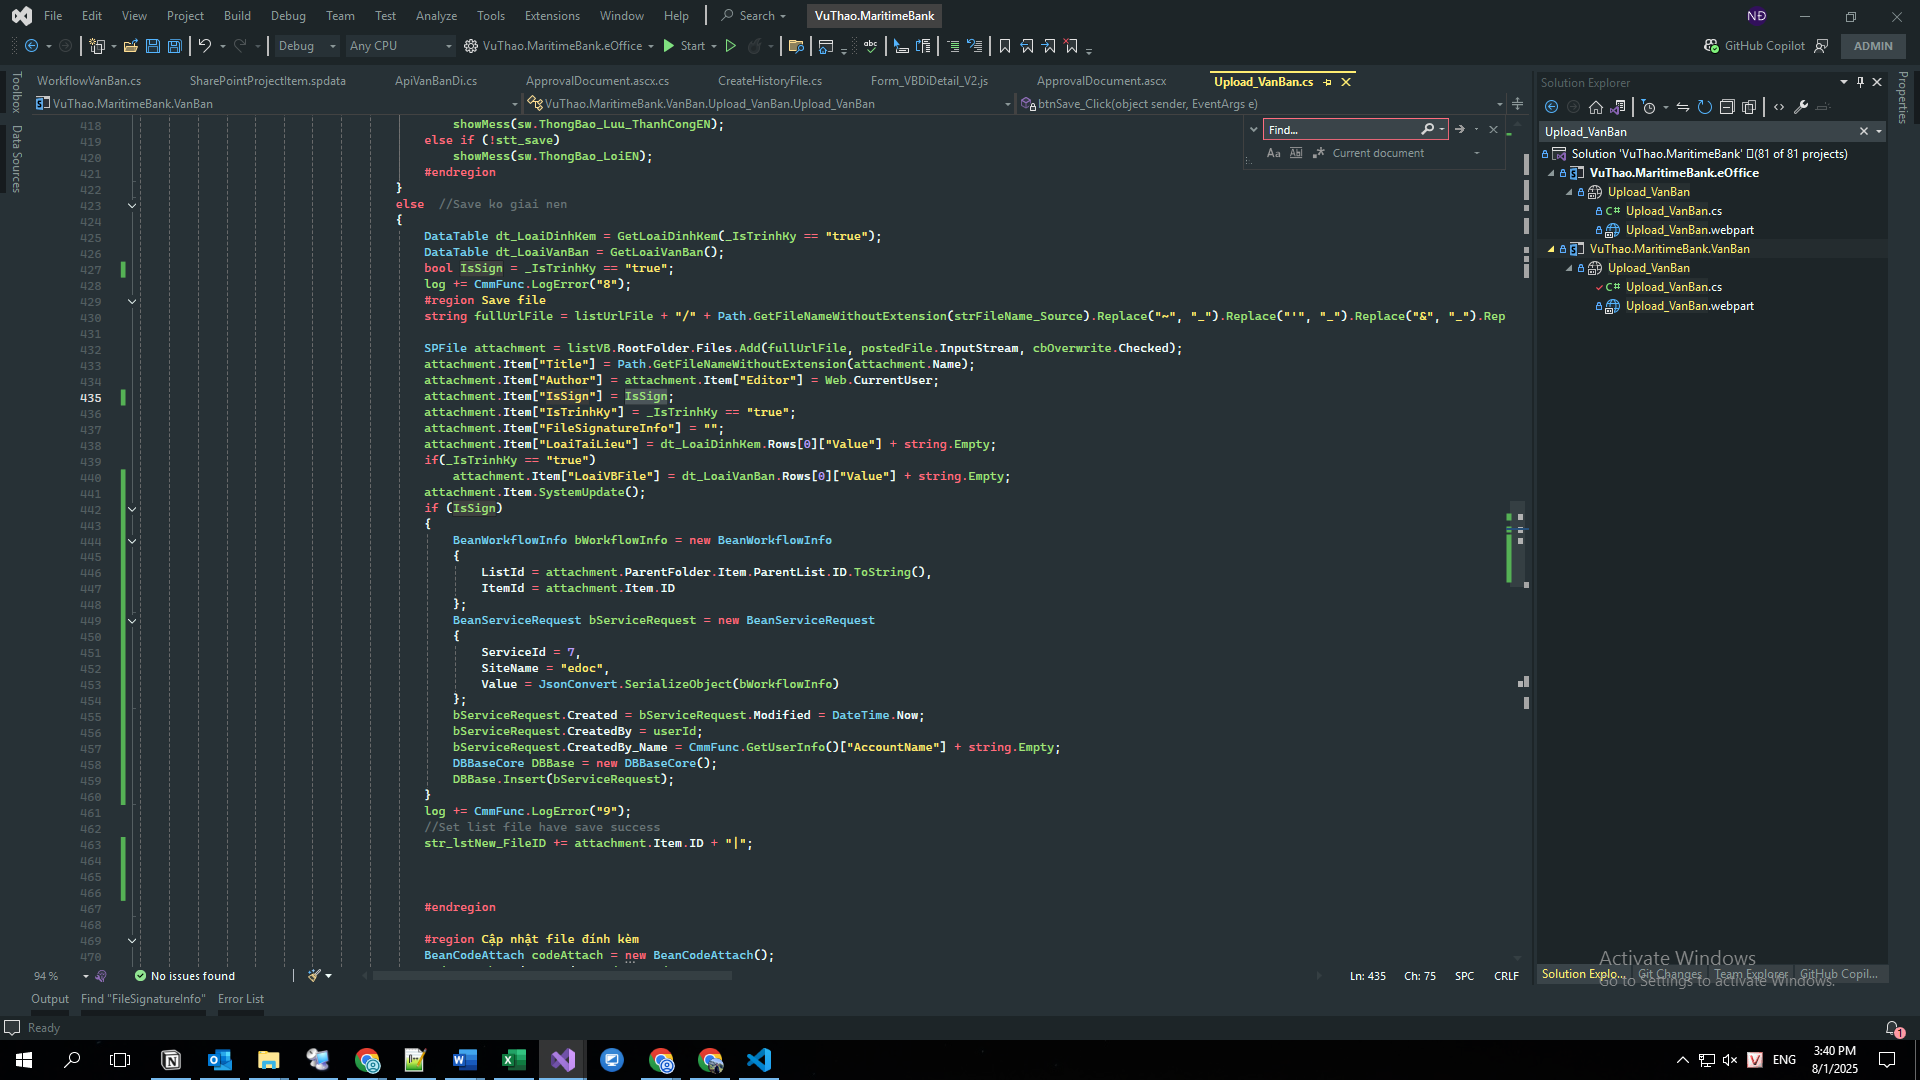 File Edit View Project Build Debug Team Test Analyze Tools Extensions Window Help Search VuThao.MaritimeBank NĐ
Debug Any CPU VuThao.MaritimeBank.eOffice Start GitHub Copilot ADMIN
WorkflowVanBan.cs SharePointProjectItem.spdata ApiVanBanDi.cs ApprovalDocument.ascx.cs CreateHistoryFile.cs Form_VBDiDetail_V2.js ApprovalDocument.ascx Upload_VanBan.cs
VuThao.MaritimeBank.VanBan VuThao.MaritimeBank.VanBan.Upload_VanBan.Upload_VanBan btnSave_Click(object sender, EventArgs e)
Toolbox
Data Sources
Find...
Aa Ab Current document
418 showMess(sw.ThongBao_Luu_ThanhCongEN);
419 else if (!stt_save)
420 showMess(sw.ThongBao_LoiEN);
421 #endregion
422 }
423 else //Save ko giai nen
424 {
425 DataTable dt_LoaiDinhKem = GetLoaiDinhKem(_IsTrinhKy == "true");
426 DataTable dt_LoaiVanBan = GetLoaiVanBan();
427 bool IsSign = _IsTrinhKy == "true";
428 log += CmmFunc.LogError("8");
429 #region Save file
430 string fullUrlFile = listUrlFile + "/" + Path.GetFileNameWithoutExtension(strFileName_Source).Replace("~", "_").Replace("'", "_").Replace("&", "_").Rep
431
432 SPFile attachment = listVB.RootFolder.Files.Add(fullUrlFile, postedFile.InputStream, cbOverwrite.Checked);
433 attachment.Item["Title"] = Path.GetFileNameWithoutExtension(attachment.Name);
434 attachment.Item["Author"] = attachment.Item["Editor"] = Web.CurrentUser;
435 attachment.Item["IsSign"] = IsSign;
436 attachment.Item["IsTrinhKy"] = _IsTrinhKy == "true";
437 attachment.Item["FileSignatureInfo"] = "";
438 attachment.Item["LoaiTaiLieu"] = dt_LoaiDinhKem.Rows[0]["Value"] + string.Empty;
439 if(_IsTrinhKy == "true")
440 attachment.Item["LoaiVBFile"] = dt_LoaiVanBan.Rows[0]["Value"] + string.Empty;
441 attachment.Item.SystemUpdate();
442 if (IsSign)
443 {
444 BeanWorkflowInfo bWorkflowInfo = new BeanWorkflowInfo
445 {
446 ListId = attachment.ParentFolder.Item.ParentList.ID.ToString(),
447 ItemId = attachment.Item.ID
448 };
449 BeanServiceRequest bServiceRequest = new BeanServiceRequest
450 {
451 ServiceId = 7,
452 SiteName = "edoc",
453 Value = JsonConvert.SerializeObject(bWorkflowInfo)
454 };
455 bServiceRequest.Created = bServiceRequest.Modified = DateTime.Now;
456 bServiceRequest.CreatedBy = userId;
457 bServiceRequest.CreatedBy_Name = CmmFunc.GetUserInfo()["AccountName"] + string.Empty;
458 DBBaseCore DBBase = new DBBaseCore();
459 DBBase.Insert(bServiceRequest);
460 }
461 log += CmmFunc.LogError("9");
462 //Set list file have save success
463 str_lstNew_FileID += attachment.Item.ID + "|";
464
465
466
467 #endregion
468
469 #region Cập nhật file đính kèm
470 BeanCodeAttach codeAttach = new BeanCodeAttach();
94 % No issues found Ln: 435 Ch: 75 SPC CRLF
Output Find "FileSignatureInfo" Error List
Ready
Solution Explorer
Upload_VanBan
Solution 'VuThao.MaritimeBank' (81 of 81 projects)
VuThao.MaritimeBank.eOffice
Upload_VanBan
Upload_VanBan.cs
Upload_VanBan.webpart
VuThao.MaritimeBank.VanBan
Upload_VanBan
Upload_VanBan.cs
Upload_VanBan.webpart
Properties
Activate Windows
Go to Settings to activate Windows.
Solution Explo... Git Changes Team Explorer GitHub Copil...
1
ENG 3:40 PM
8/1/2025